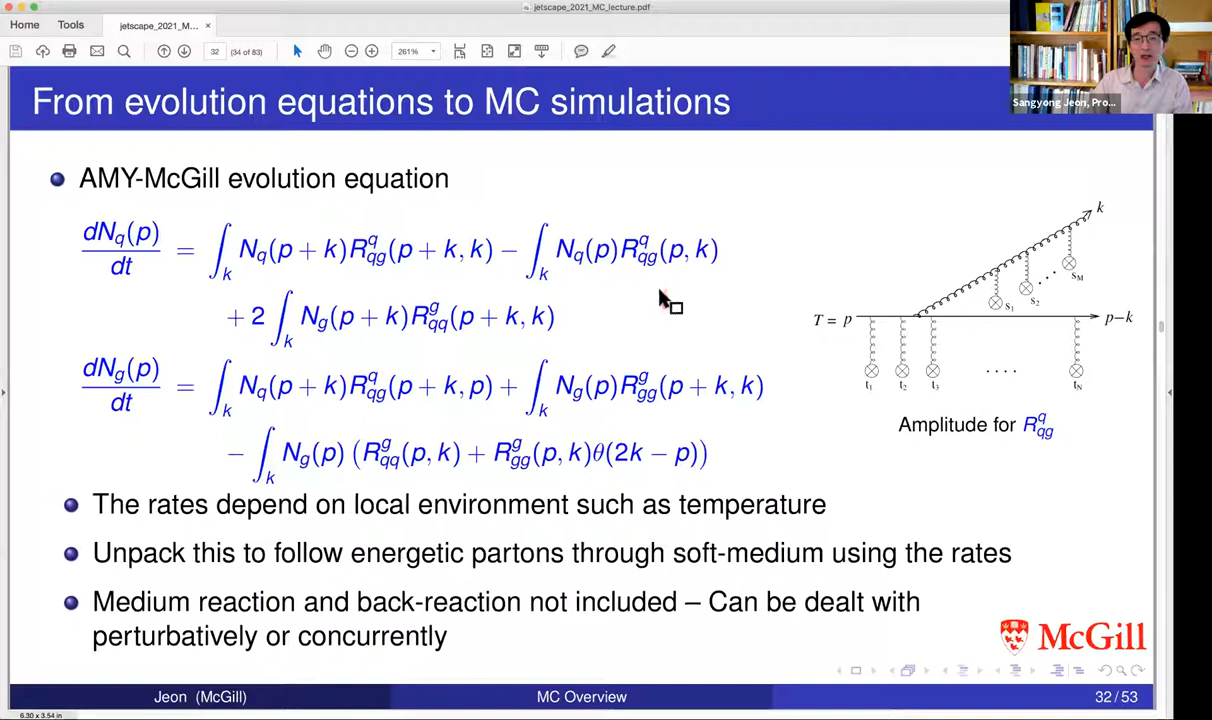 jetscape_2021_MC_lecture.pdf
Home Tools jetscape_2021_M... ×
32 (34 of 83) 261%
Sangyong Jeon, Pro...
From evolution equations to MC simulations
AMY-McGill evolution equation
dN_q(p)/dt = ∫_k N_q(p + k)R^q_qg(p + k, k) − ∫_k N_q(p)R^q_qg(p, k)
+ 2 ∫_k N_g(p + k)R^g_qq(p + k, k)
dN_g(p)/dt = ∫_k N_q(p + k)R^q_qg(p + k, p) + ∫_k N_g(p)R^g_gg(p + k, k)
− ∫_k N_g(p) (R^g_qq(p, k) + R^g_gg(p, k)θ(2k − p))
k
s_1 s_2 · · · s_M
T = p p−k
t_1 t_2 t_3 . . . . t_N
Amplitude for R^q_qg
The rates depend on local environment such as temperature
Unpack this to follow energetic partons through soft-medium using the rates
Medium reaction and back-reaction not included – Can be dealt with
perturbatively or concurrently
McGill
Jeon (McGill) MC Overview 32 / 53
6.30 x 3.54 in